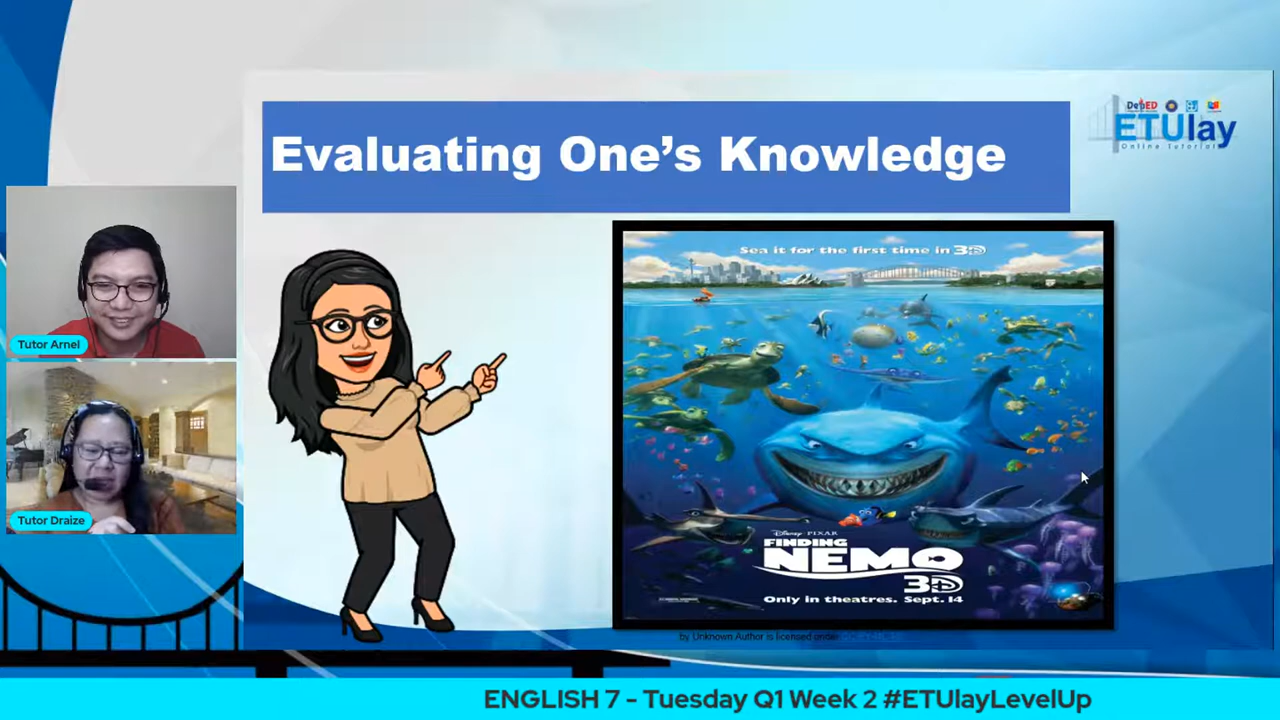 Evaluating One's Knowledge
DepED
ETUlay
Online Tutorial
Tutor Arnel
Tutor Draize
Sea it for the first time in 3D
Disney · PIXAR
FINDING
NEMO
3D
Only in theatres. Sept. 14
by Unknown Author is licensed under
ENGLISH 7 - Tuesday Q1 Week 2 #ETUlayLevelUp